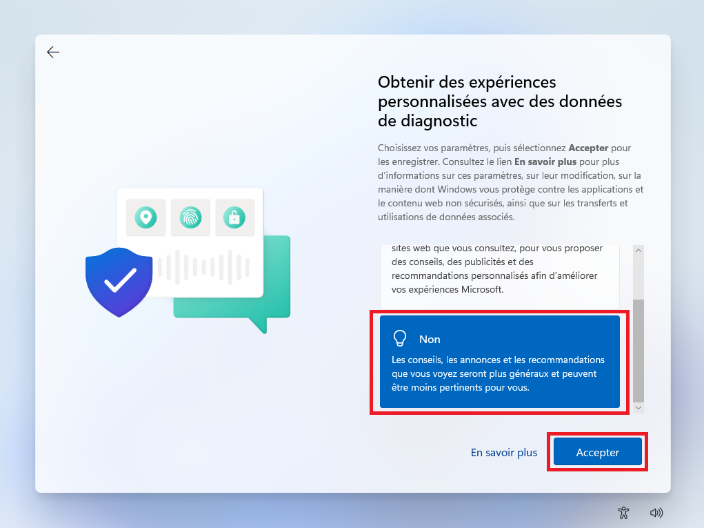 Obtenir des expériences
personnalisées avec des données
de diagnostic
Choisissez vos paramètres, puis sélectionnez Accepter pour
les enregistrer. Consultez le lien En savoir plus pour plus
d'informations sur ces paramètres, sur leur modification, sur la
manière dont Windows vous protège contre les applications et
le contenu web non sécurisés, ainsi que sur les transferts et
utilisations de données associés.
sites web que vous consultez, pour vous proposer
des conseils, des publicités et des
recommandations personnalisés afin d'améliorer
vos expériences Microsoft.
Non
Les conseils, les annonces et les recommandations
que vous voyez seront plus généraux et peuvent
être moins pertinents pour vous.
En savoir plus
Accepter